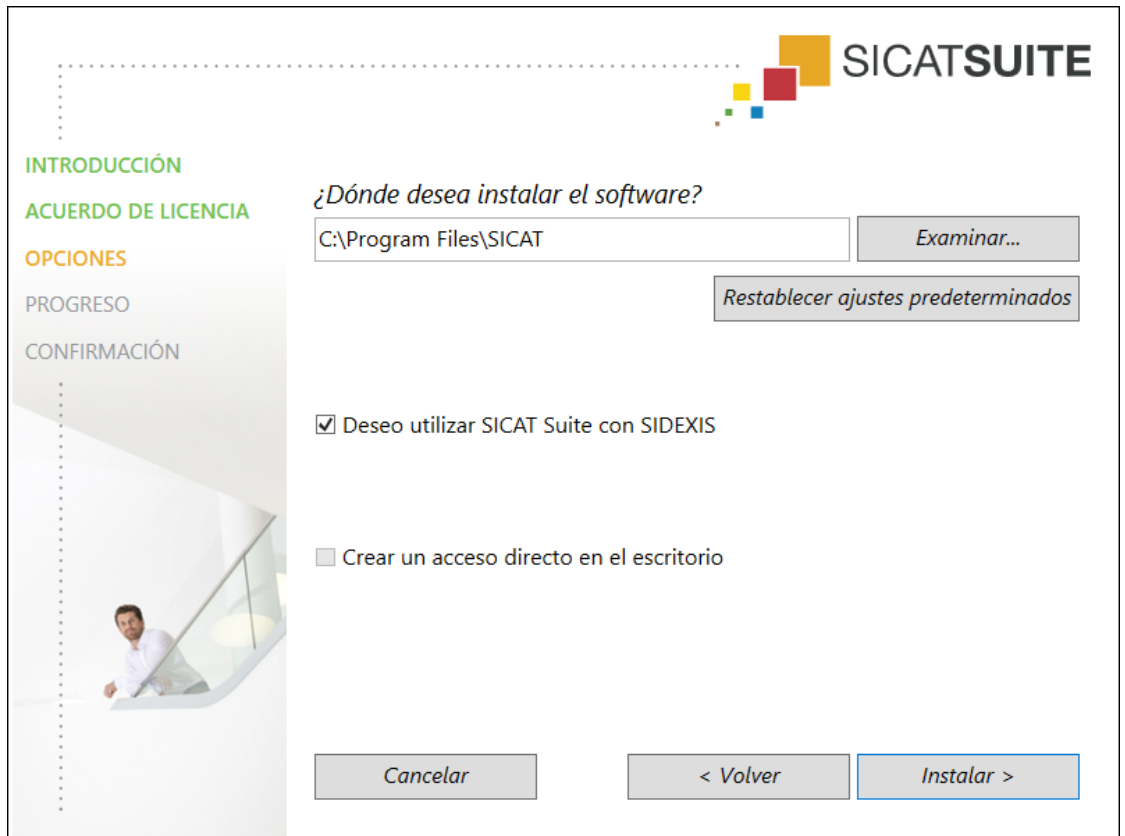 SICATSUITE
INTRODUCCIÓN
ACUERDO DE LICENCIA
OPCIONES
PROGRESO
CONFIRMACIÓN
¿Dónde desea instalar el software?
C:\Program Files\SICAT
Examinar...
Restablecer ajustes predeterminados
Deseo utilizar SICAT Suite con SIDEXIS
Crear un acceso directo en el escritorio
Cancelar
< Volver
Instalar >